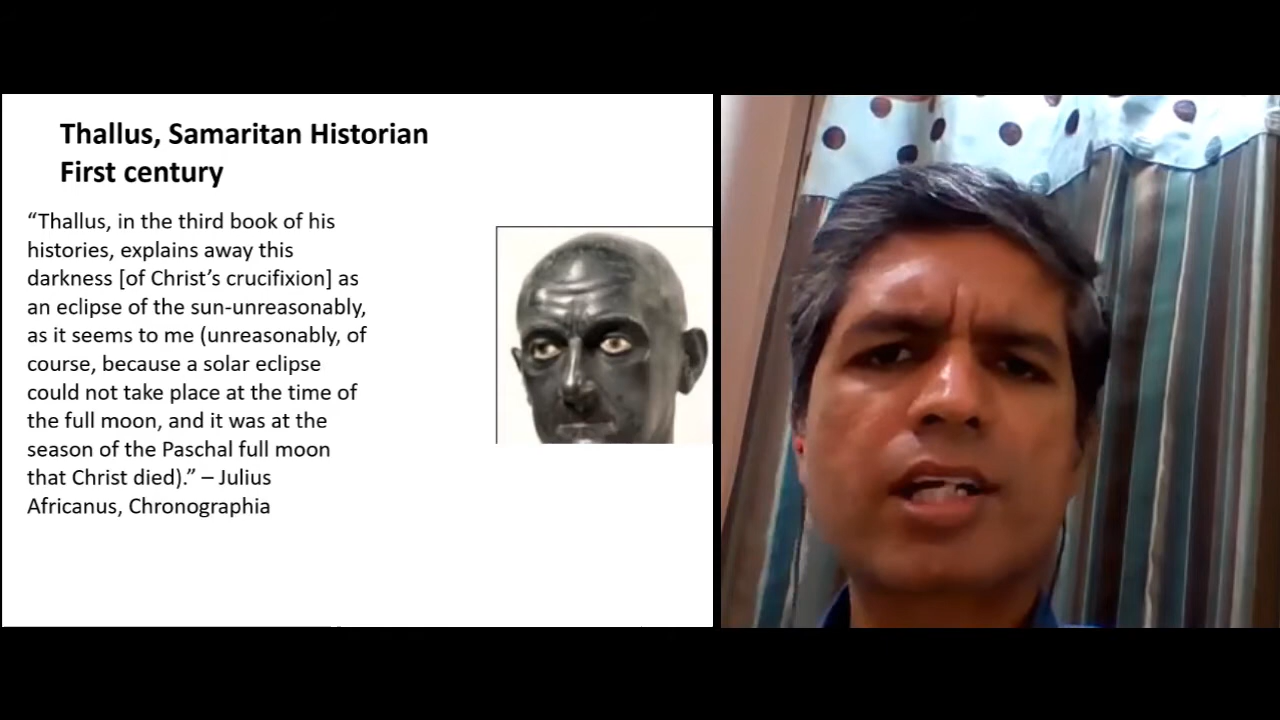 Thallus, Samaritan Historian
First century
“Thallus, in the third book of his
histories, explains away this
darkness [of Christ’s crucifixion] as
an eclipse of the sun-unreasonably,
as it seems to me (unreasonably, of
course, because a solar eclipse
could not take place at the time of
the full moon, and it was at the
season of the Paschal full moon
that Christ died).” – Julius
Africanus, Chronographia